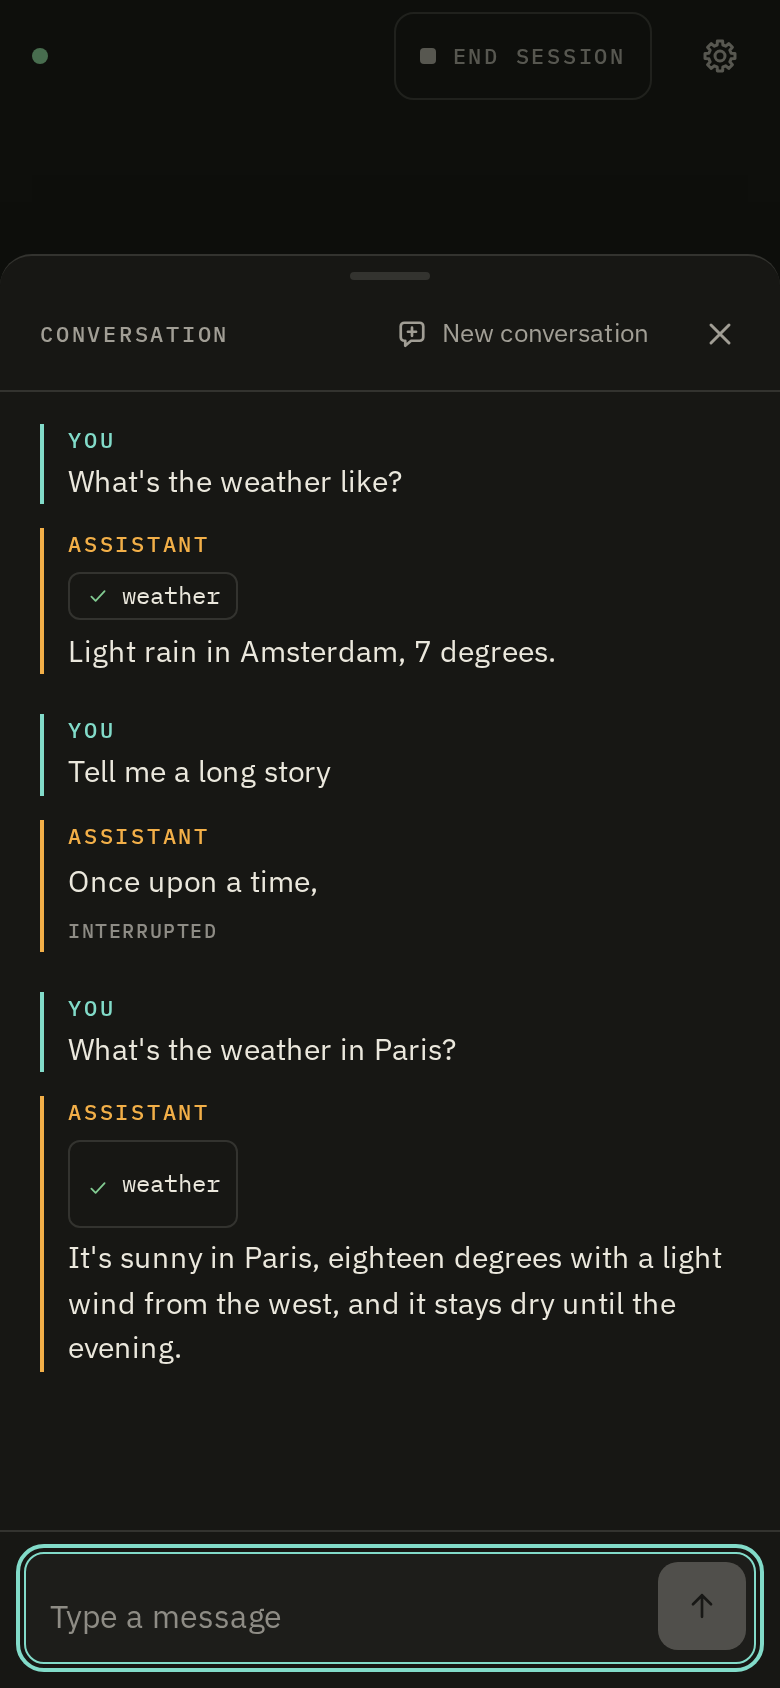 END SESSION
CONVERSATION
New conversation
YOU
What's the weather like?
ASSISTANT
weather
Light rain in Amsterdam, 7 degrees.
YOU
Tell me a long story
ASSISTANT
Once upon a time,
INTERRUPTED
YOU
What's the weather in Paris?
ASSISTANT
weather
It's sunny in Paris, eighteen degrees with a light
wind from the west, and it stays dry until the
evening.
Type a message